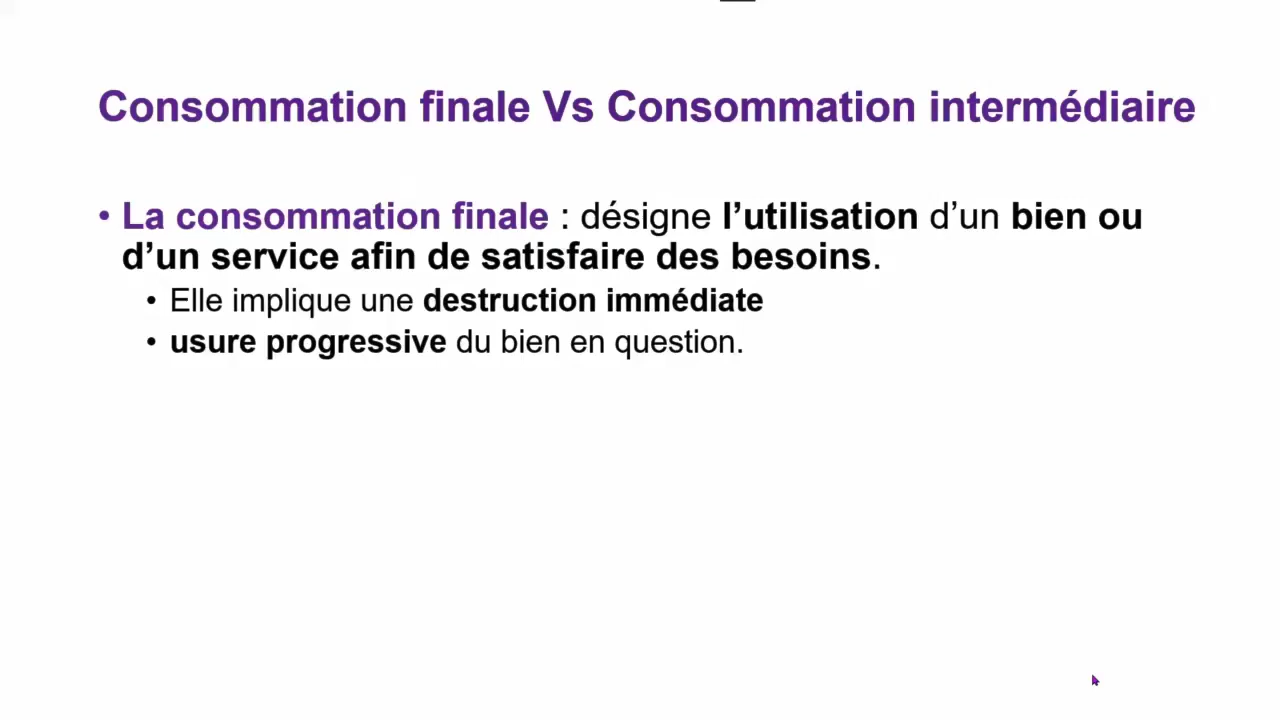 Consommation finale Vs Consommation intermédiaire
• La consommation finale : désigne l’utilisation d’un bien ou
d’un service afin de satisfaire des besoins.
• Elle implique une destruction immédiate
• usure progressive du bien en question.